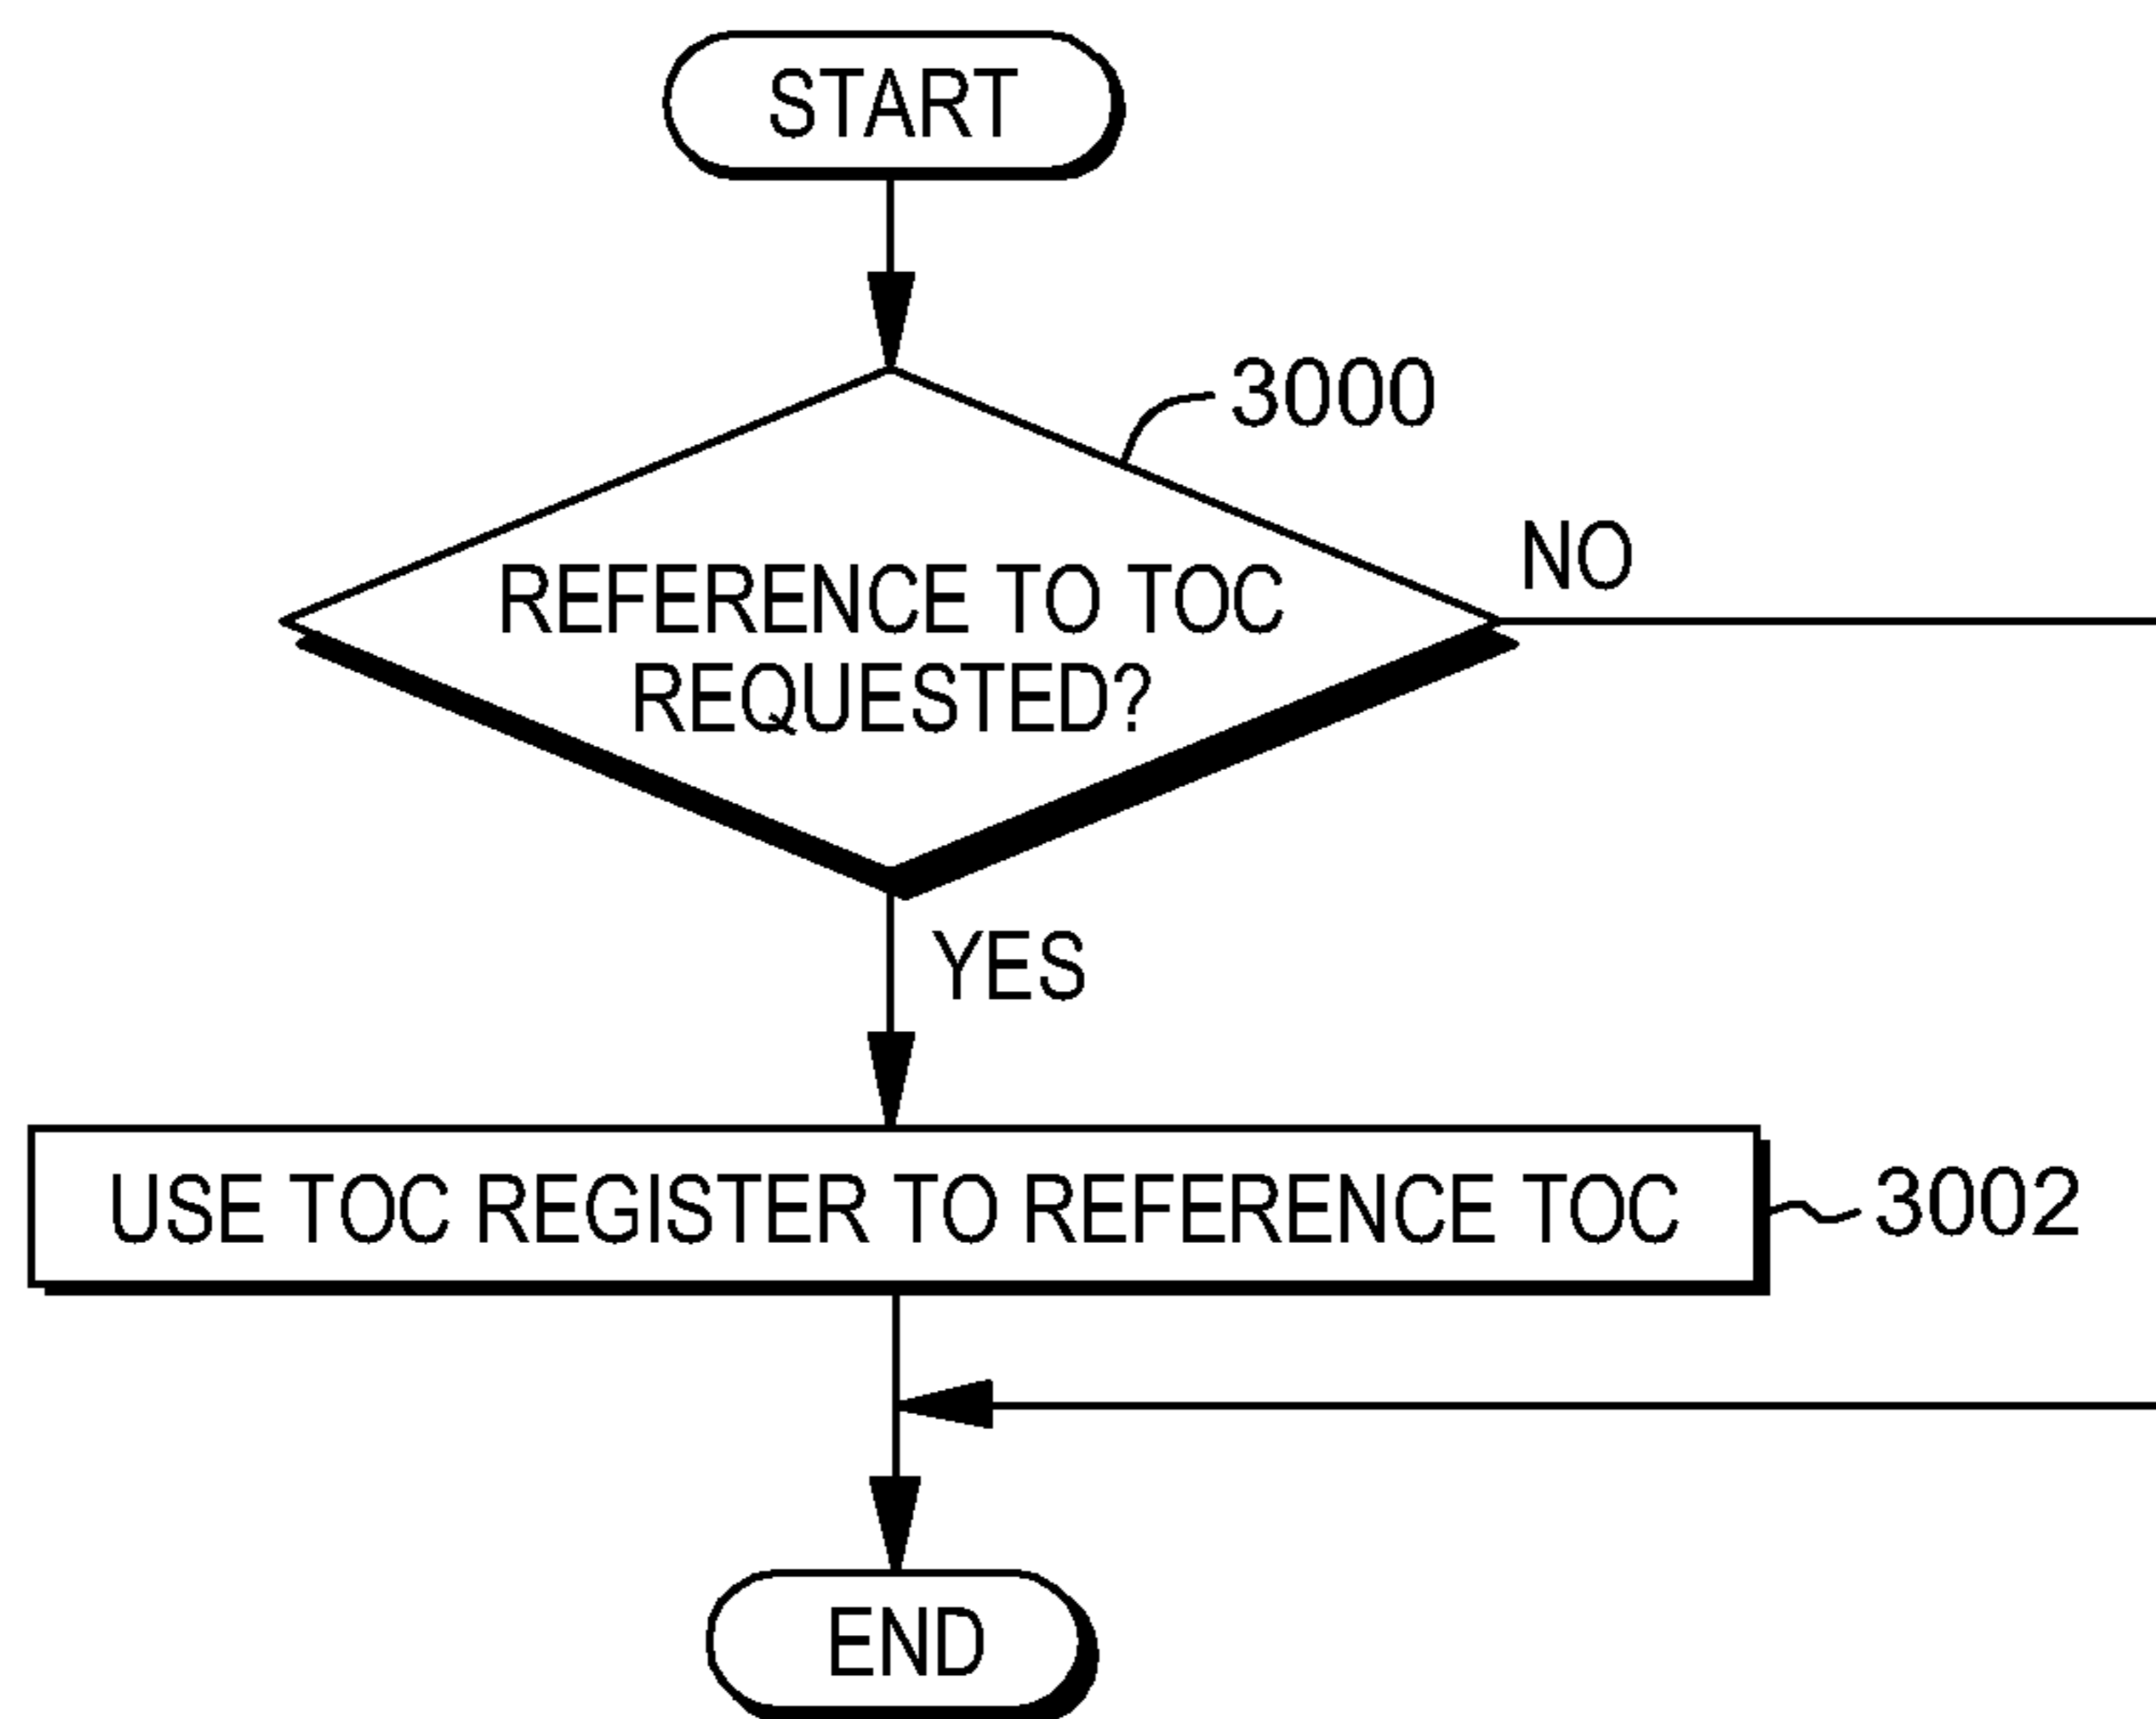 START
3000
NO
REFERENCE TO TOC
REQUESTED?
YES
USE TOC REGISTER TO REFERENCE TOC
3002
END